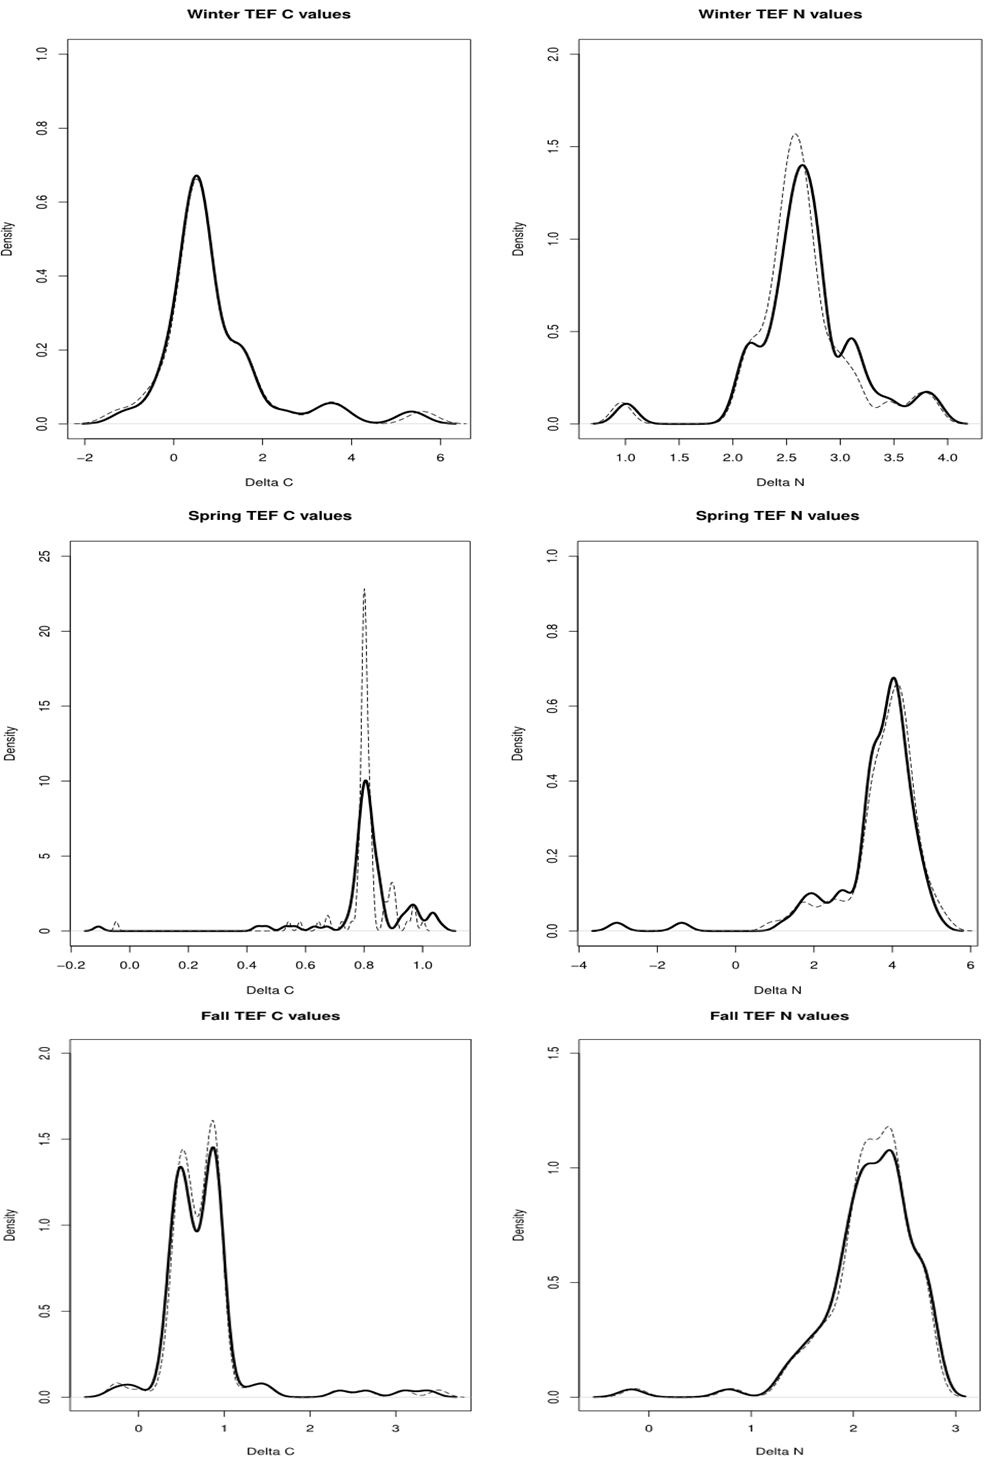 Winter TEF C values
Density
0.0 0.2 0.4 0.6 0.8 1.0
−2 0 2 4 6
Delta C
Winter TEF N values
Density
0.0 0.5 1.0 1.5 2.0
1.0 1.5 2.0 2.5 3.0 3.5 4.0
Delta N
Spring TEF C values
Density
0 5 10 15 20 25
−0.2 0.0 0.2 0.4 0.6 0.8 1.0
Delta C
Spring TEF N values
Density
0.0 0.2 0.4 0.6 0.8 1.0
−4 −2 0 2 4 6
Delta N
Fall TEF C values
Density
0.0 0.5 1.0 1.5 2.0
0 1 2 3
Delta C
Fall TEF N values
Density
0.0 0.5 1.0 1.5
0 1 2 3
Delta N